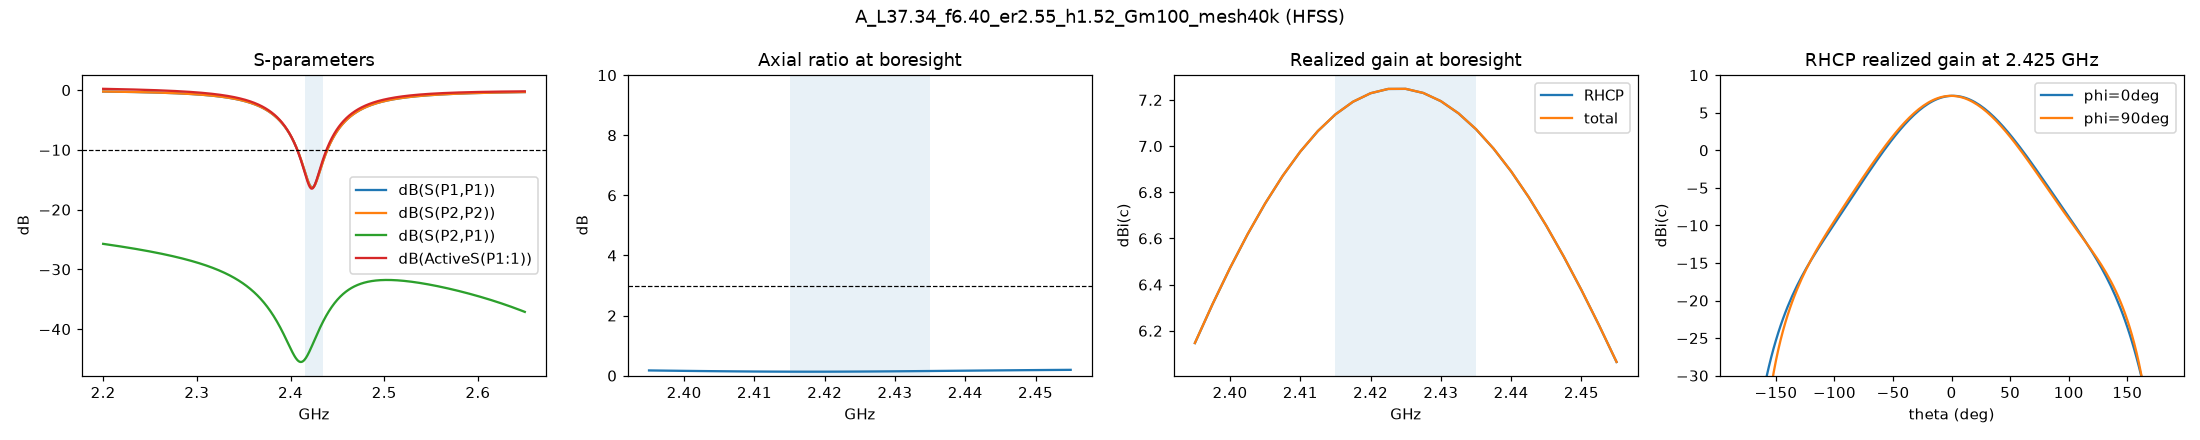 A_L37.34_f6.40_er2.55_h1.52_Gm100_mesh40k (HFSS)
S-parameters
0
−10
−20
−30
−40
dB
2.2 2.3 2.4 2.5 2.6
GHz
dB(S(P1,P1))
dB(S(P2,P2))
dB(S(P2,P1))
dB(ActiveS(P1:1))
Axial ratio at boresight
10
8
6
4
2
0
dB
2.40 2.41 2.42 2.43 2.44 2.45
GHz
Realized gain at boresight
7.2
7.0
6.8
6.6
6.4
6.2
dBi(c)
2.40 2.41 2.42 2.43 2.44 2.45
GHz
RHCP
total
RHCP realized gain at 2.425 GHz
10
5
0
−5
−10
−15
−20
−25
−30
dBi(c)
−150 −100 −50 0 50 100 150
theta (deg)
phi=0deg
phi=90deg